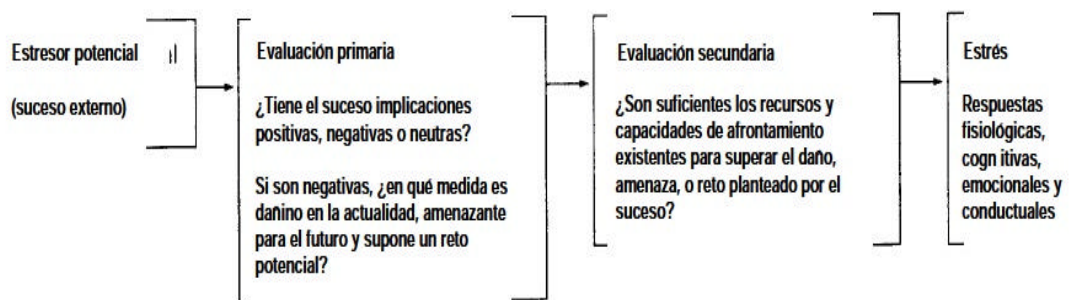 Estresor potencial
(suceso externo)
Evaluación primaria
¿Tiene el suceso implicaciones
positivas, negativas o neutras?
Si son negativas, ¿en qué medida es
dañino en la actualidad, amenazante
para el futuro y supone un reto
potencial?
Evaluación secundaria
¿Son suficientes los recursos y
capacidades de afrontamiento
existentes para superar el daño,
amenaza, o reto planteado por el
suceso?
Estrés
Respuestas
fisiológicas,
cogn itivas,
emocionales y
conductuales